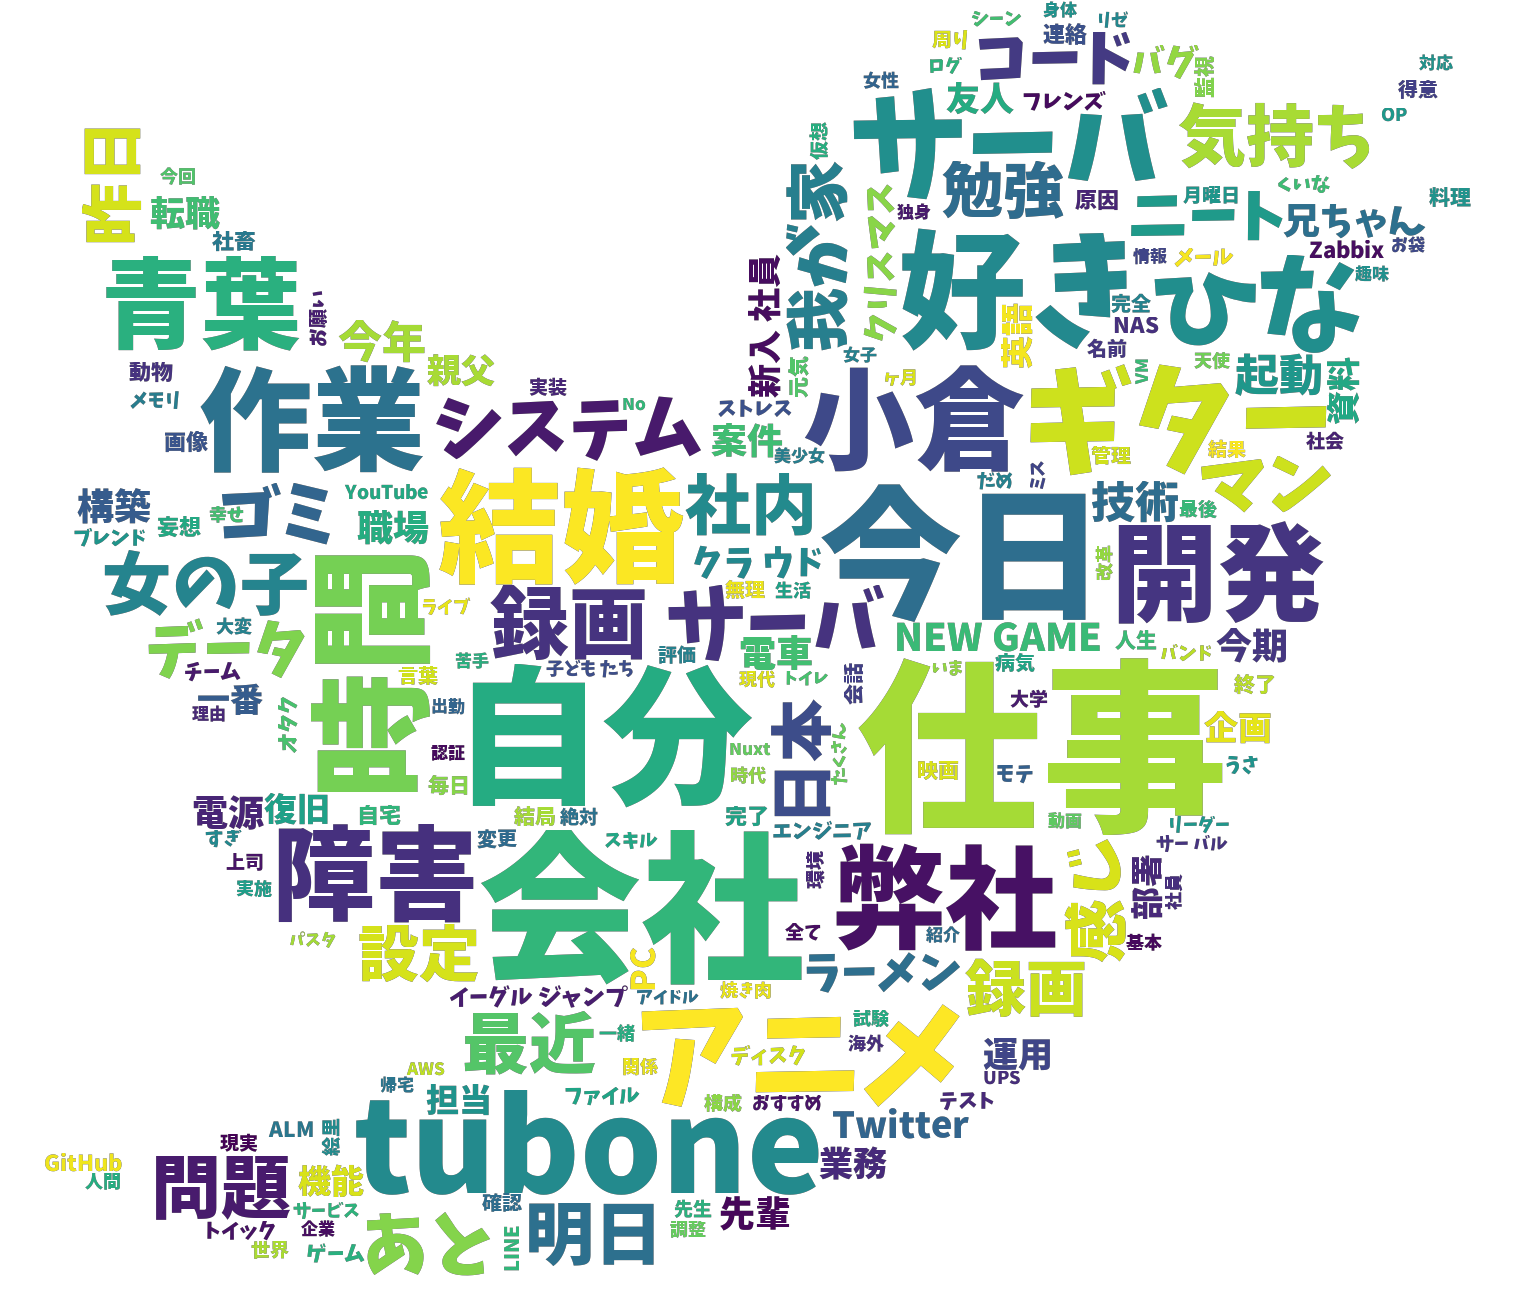 シーン
身体
リゼ
周り
コード
連絡
ログ
バグ
監視
対応
女性
友人
フレンズ
得意
OP
サーバ
気持ち
昨日
仮想
今回
転職
社畜
我が家
クリスマス
独身
勉強
原因
月曜日
くいな
料理
ニート
兄ちゃん
お袋
Zabbix
趣味
青葉
お願い
新入 社員
好き
情報
メール
ひな
完全
NAS
英語
名前
今年
親父
動物
メモリ
画像
作業
実装
システム
No
ストレス
案件
美少女
女子
元気
ヶ月
小倉
ギター
VM
天使
起動
資料
社会
管理
結果
マン
構築
ブレンド
妄想
幸せ
ゴミ
YouTube
職場
結婚
社内
だめ
ミス
技術
最後
今日
開発
改革
女の子
時間
クラウド
無理
生活
ライブ
録画 サーバ
NEW GAME
人生
バンド
今期
データ
大変
チーム
一番
理由
オタク
言葉
苦手
子ども たち
評価
電車
現代
トイレ
会話
いま
病気
大学
終了
企画
出勤
認証
毎日
自分
Nuxt
時代
日本
たくさん
仕事
映画
モテ
うさ
電源
復旧
すぎ
上司
実施
自宅
結局
絶対
変更
スキル
完了
エンジニア
動画
リーダー
サー バル
障害
会社
環境
弊社
感じ
部署
社員
パスタ
設定
PC
全て
紹介
基本
ラーメン
録画
イーグル ジャンプ
アイドル
焼き肉
最近
一緒
アニメ
ディスク
試験
海外
運用
UPS
関係
AWS
帰宅
担当
ファイル
構成
おすすめ
テスト
tubone
Twitter
ALM
絵里
現実
GitHub
人間
問題
機能
業務
サービス
トイック
企業
世界
ゲーム
あと
確認
LINE
明日
先生
調整
先輩